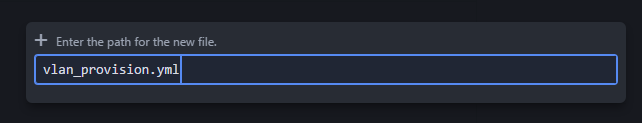 Enter the path for the new file.
vlan_provision.yml